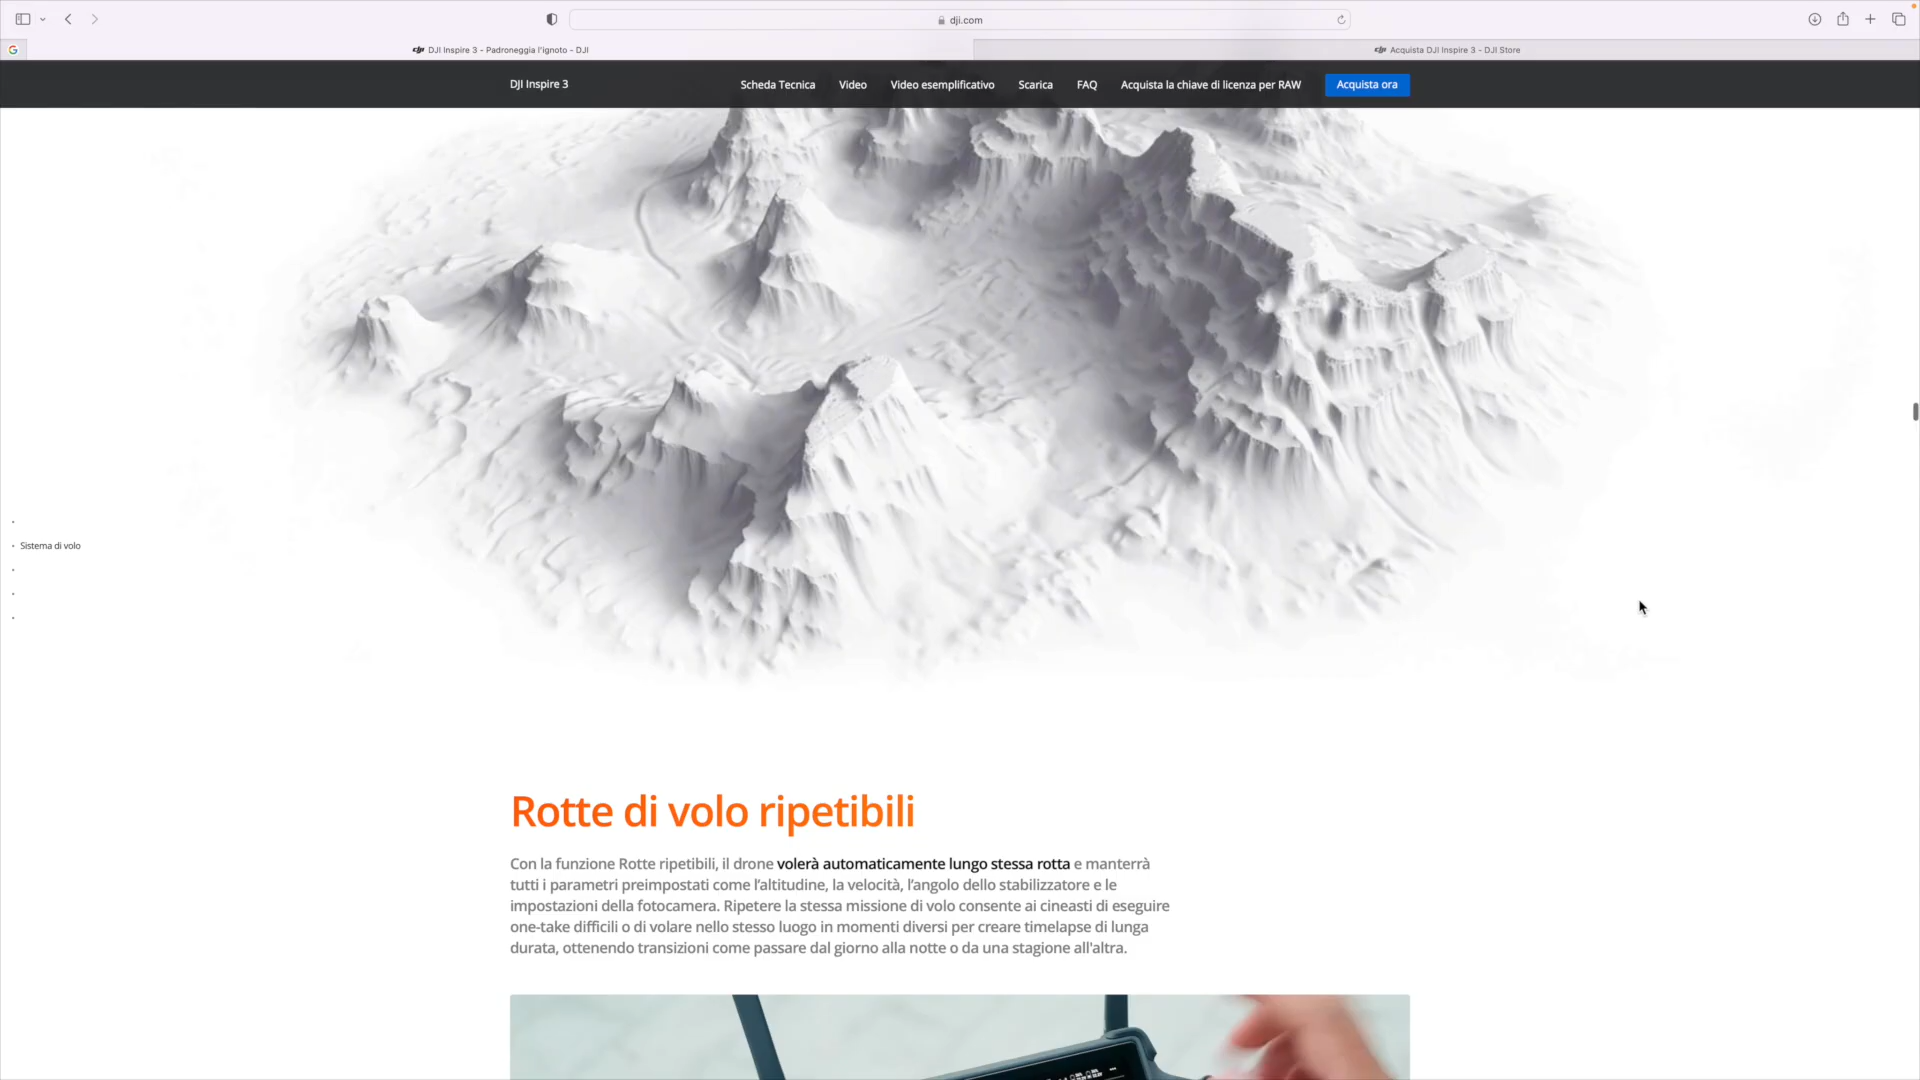 dji.com
DJI Inspire 3 - Padroneggia l'ignoto - DJI
Acquista DJI Inspire 3 - DJI Store
DJI Inspire 3
Scheda Tecnica
Video
Video esemplificativo
Scarica
FAQ
Acquista la chiave di licenza per RAW
Acquista ora
Sistema di volo
Rotte di volo ripetibili
Con la funzione Rotte ripetibili, il drone volerà automaticamente lungo stessa rotta e manterrà
tutti i parametri preimpostati come l'altitudine, la velocità, l'angolo dello stabilizzatore e le
impostazioni della fotocamera. Ripetere la stessa missione di volo consente ai cineasti di eseguire
one-take difficili o di volare nello stesso luogo in momenti diversi per creare timelapse di lunga
durata, ottenendo transizioni come passare dal giorno alla notte o da una stagione all'altra.